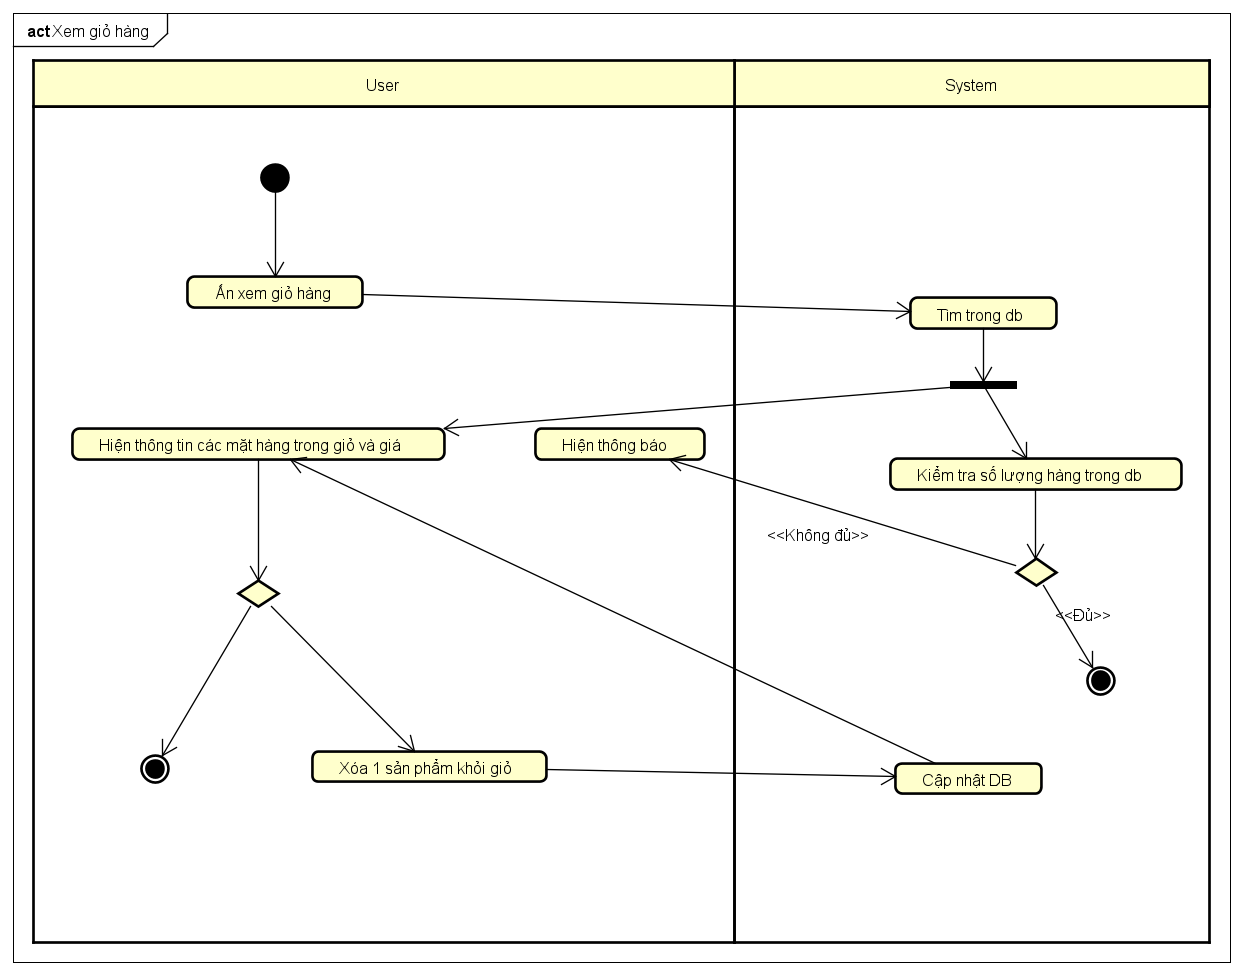 act Xem giỏ hàng
User
System
Ấn xem giỏ hàng
Tìm trong db
Hiện thông tin các mặt hàng trong giỏ và giá
Hiện thông báo
Kiểm tra số lượng hàng trong db
<<Không đủ>>
<<Đủ>>
Xóa 1 sản phẩm khỏi giỏ
Cập nhật DB